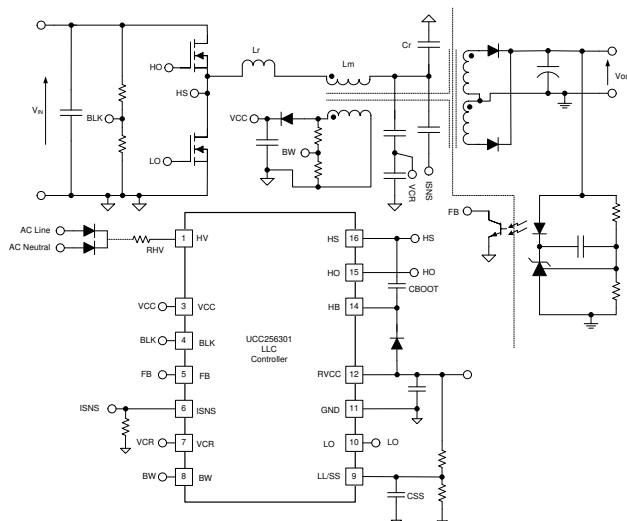 Lr
Lm
Cr
HO
HS
LO
VIN
BLK
VCC
BW
VCR
ISNS
Vou
FB
AC Line
AC Neutral
RHV
1 HV
VCC 3 VCC
BLK 4 BLK
FB 5 FB
ISNS 6 ISNS
VCR 7 VCR
BW 8 BW
UCC256301
LLC
Controller
HS 16 HS
HO 15 HO
CBOOT
HB 14
RVCC 12
GND 11
LO 10 LO
LL/SS 9
CSS